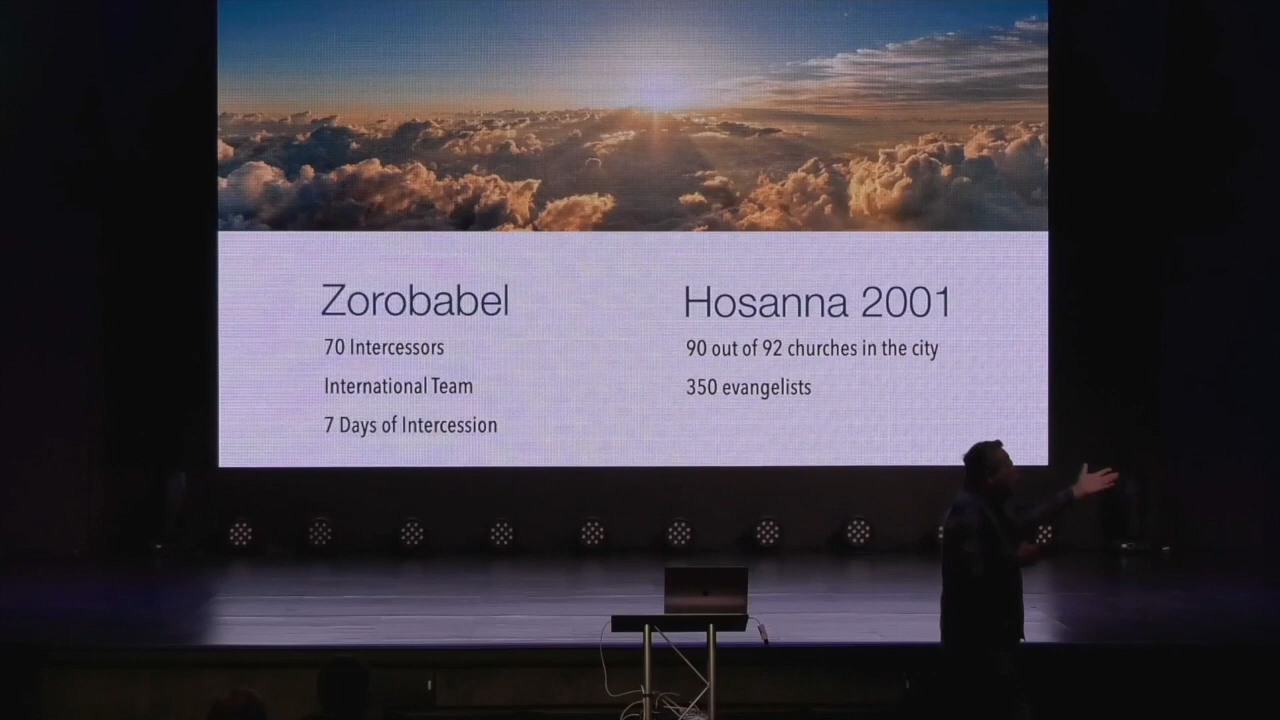 Zorobabel
70 Intercessors
International Team
7 Days of Intercession
Hosanna 2001
90 out of 92 churches in the city
350 evangelists